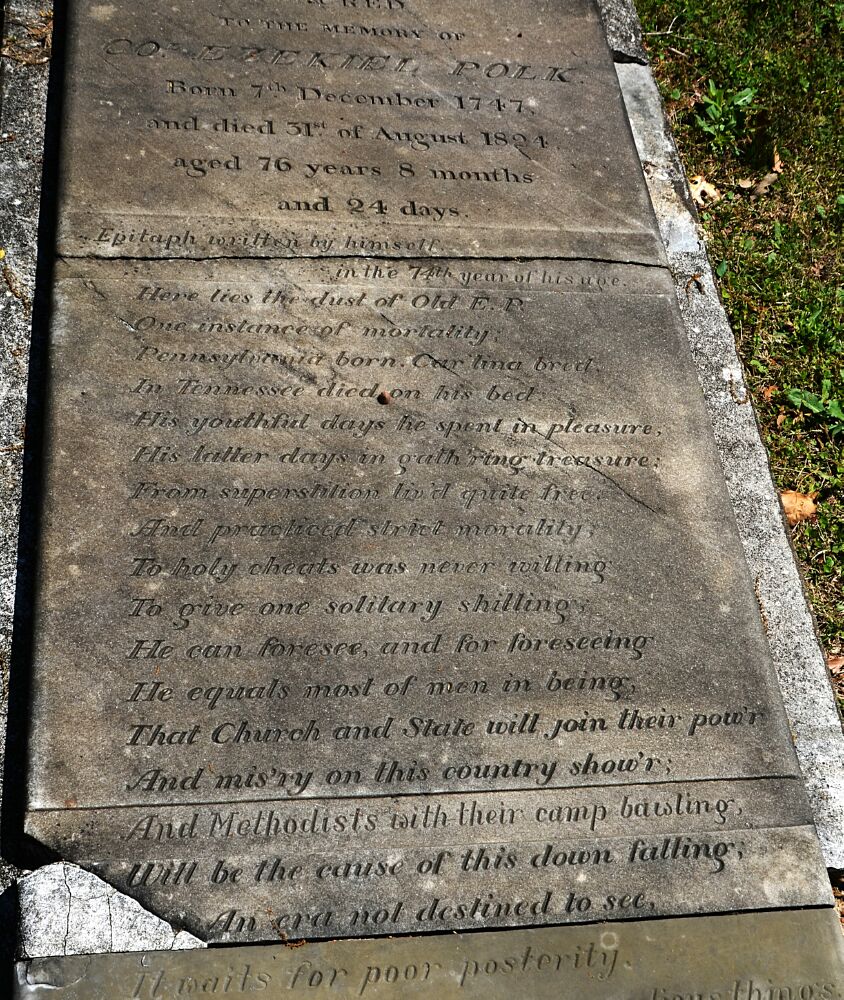 TO THE MEMORY OF
COL EZEKIEL POLK.
Born 7th December 1747,
and died 31st of August 1824,
aged 76 years 8 months
and 24 days.
Epitaph written by himself
in the 74th year of his age.
Here lies the dust of Old E. P.
One instance of mortality;
Pennsylvania born. Car lina bred,
In Tennessee died on his bed
His youthful days he spent in pleasure,
His latter days in gath'ring treasure;
From superstition liv'd quite free,
And practiced strict morality;
To holy cheats was never willing
To give one solitary shilling;
He can foresee, and for foreseeing
He equals most of men in being,
That Church and State will join their pow'r
And mis'ry on this country show'r;
And Methodists with their camp bawling,
Will be the cause of this down falling;
An era not destined to see,
It waits for poor posterity.
things.